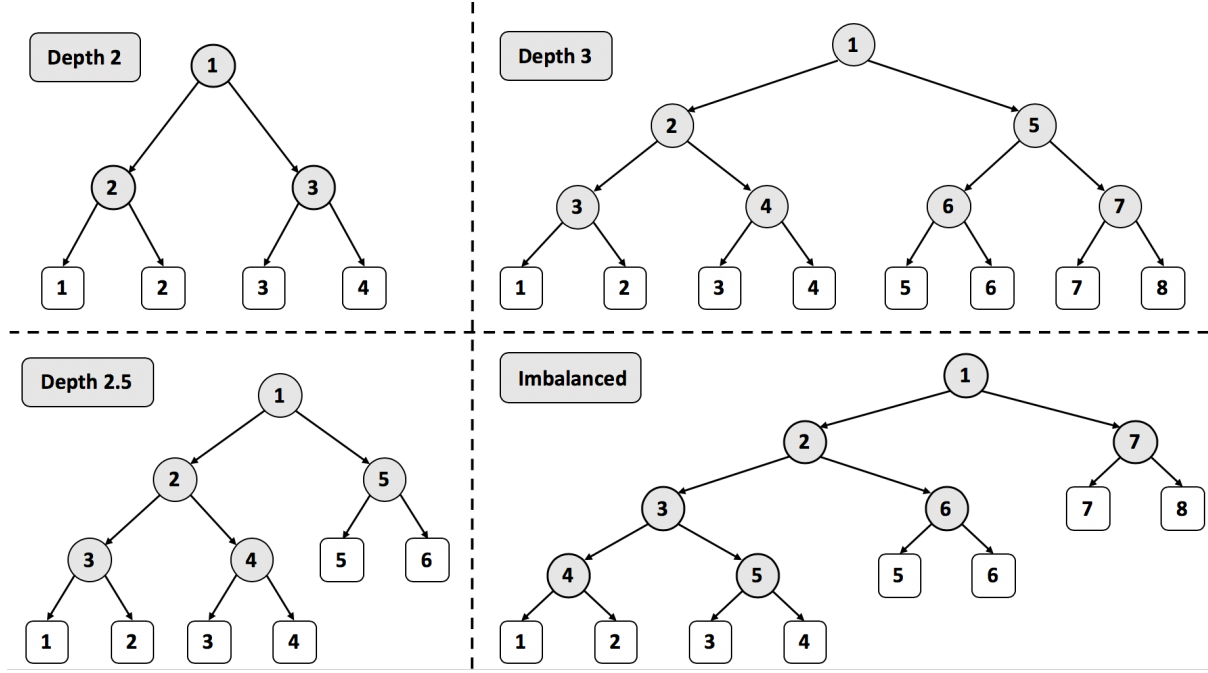 Depth 2
1
2 3
1 2 3 4
Depth 3
1
2 5
3 4 6 7
1 2 3 4 5 6 7 8
Depth 2.5
1
2 5
3 4 5 6
1 2 3 4
Imbalanced
1
2 7
3 6 7 8
4 5 5 6
1 2 3 4